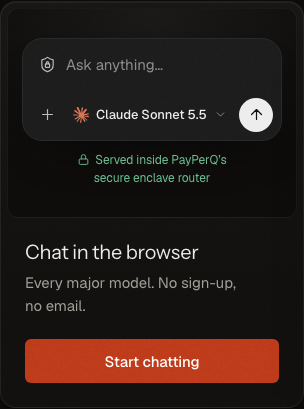 Ask anything...
Claude Sonnet 5.5
Served inside PayPerQ's
secure enclave router
Chat in the browser
Every major model. No sign-up,
no email.
Start chatting